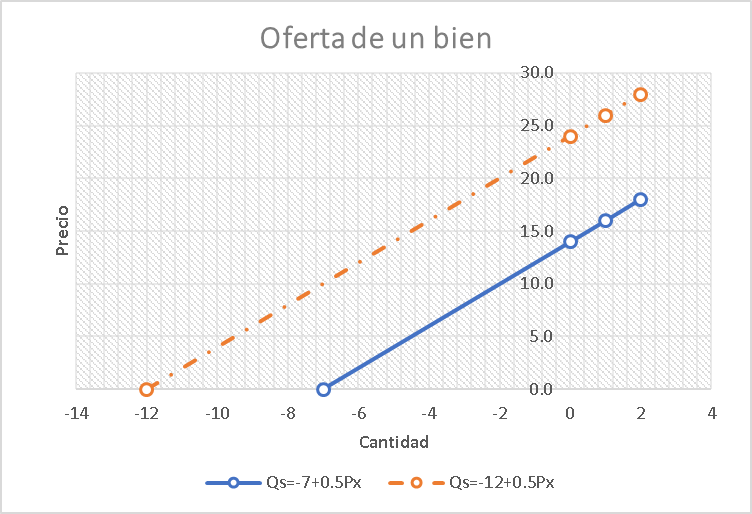 Oferta de un bien
30.0
25.0
20.0
15.0
10.0
5.0
0.0
Precio
-14 -12 -10 -8 -6 -4 -2 0 2 4
Cantidad
Qs=-7+0.5Px Qs=-12+0.5Px